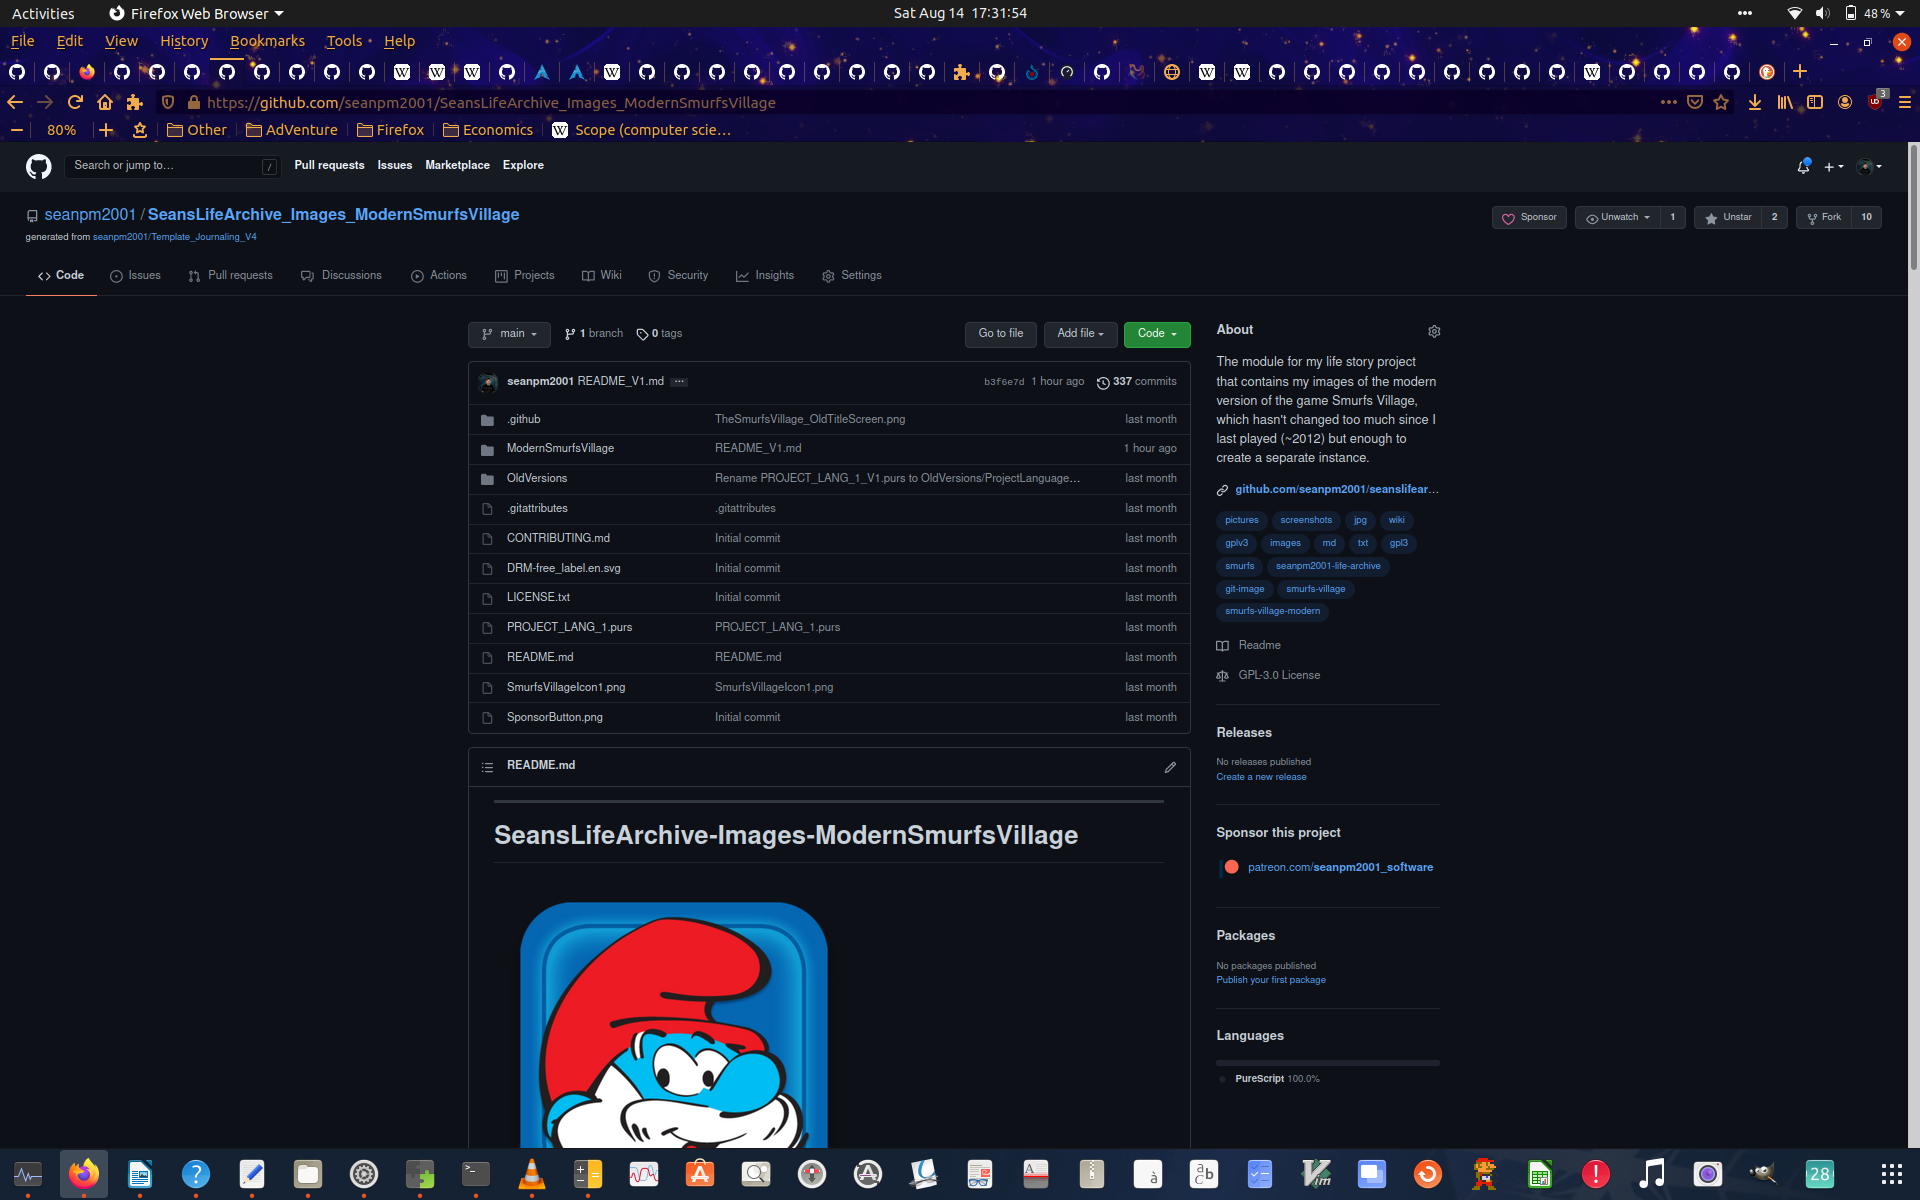 Activities Firefox Web Browser Sat Aug 14 17:31:54 48 %
File Edit View History Bookmarks Tools Help
https://github.com/seanpm2001/SeansLifeArchive_Images_ModernSmurfsVillage 3
80% Other AdVenture Firefox Economics Scope (computer scie…
Search or jump to… / Pull requests Issues Marketplace Explore
seanpm2001 / SeansLifeArchive_Images_ModernSmurfsVillage Sponsor Unwatch 1 Unstar 2 Fork 10
generated from seanpm2001/Template_Journaling_V4
Code Issues Pull requests Discussions Actions Projects Wiki Security Insights Settings
main 1 branch 0 tags Go to file Add file Code
seanpm2001 README_V1.md … b3f6e7d 1 hour ago 337 commits
.github TheSmurfsVillage_OldTitleScreen.png last month
ModernSmurfsVillage README_V1.md 1 hour ago
OldVersions Rename PROJECT_LANG_1_V1.purs to OldVersions/ProjectLanguage… last month
.gitattributes .gitattributes last month
CONTRIBUTING.md Initial commit last month
DRM-free_label.en.svg Initial commit last month
LICENSE.txt Initial commit last month
PROJECT_LANG_1.purs PROJECT_LANG_1.purs last month
README.md README.md last month
SmurfsVillageIcon1.png SmurfsVillageIcon1.png last month
SponsorButton.png Initial commit last month
README.md
SeansLifeArchive-Images-ModernSmurfsVillage
About
The module for my life story project
that contains my images of the modern
version of the game Smurfs Village,
which hasn't changed too much since I
last played (~2012) but enough to
create a separate instance.
github.com/seanpm2001/seanslifear…
pictures screenshots jpg wiki
gplv3 images md txt gpl3
smurfs seanpm2001-life-archive
git-image smurfs-village
smurfs-village-modern
Readme
GPL-3.0 License
Releases
No releases published
Create a new release
Sponsor this project
patreon.com/seanpm2001_software
Packages
No packages published
Publish your first package
Languages
PureScript 100.0%
28